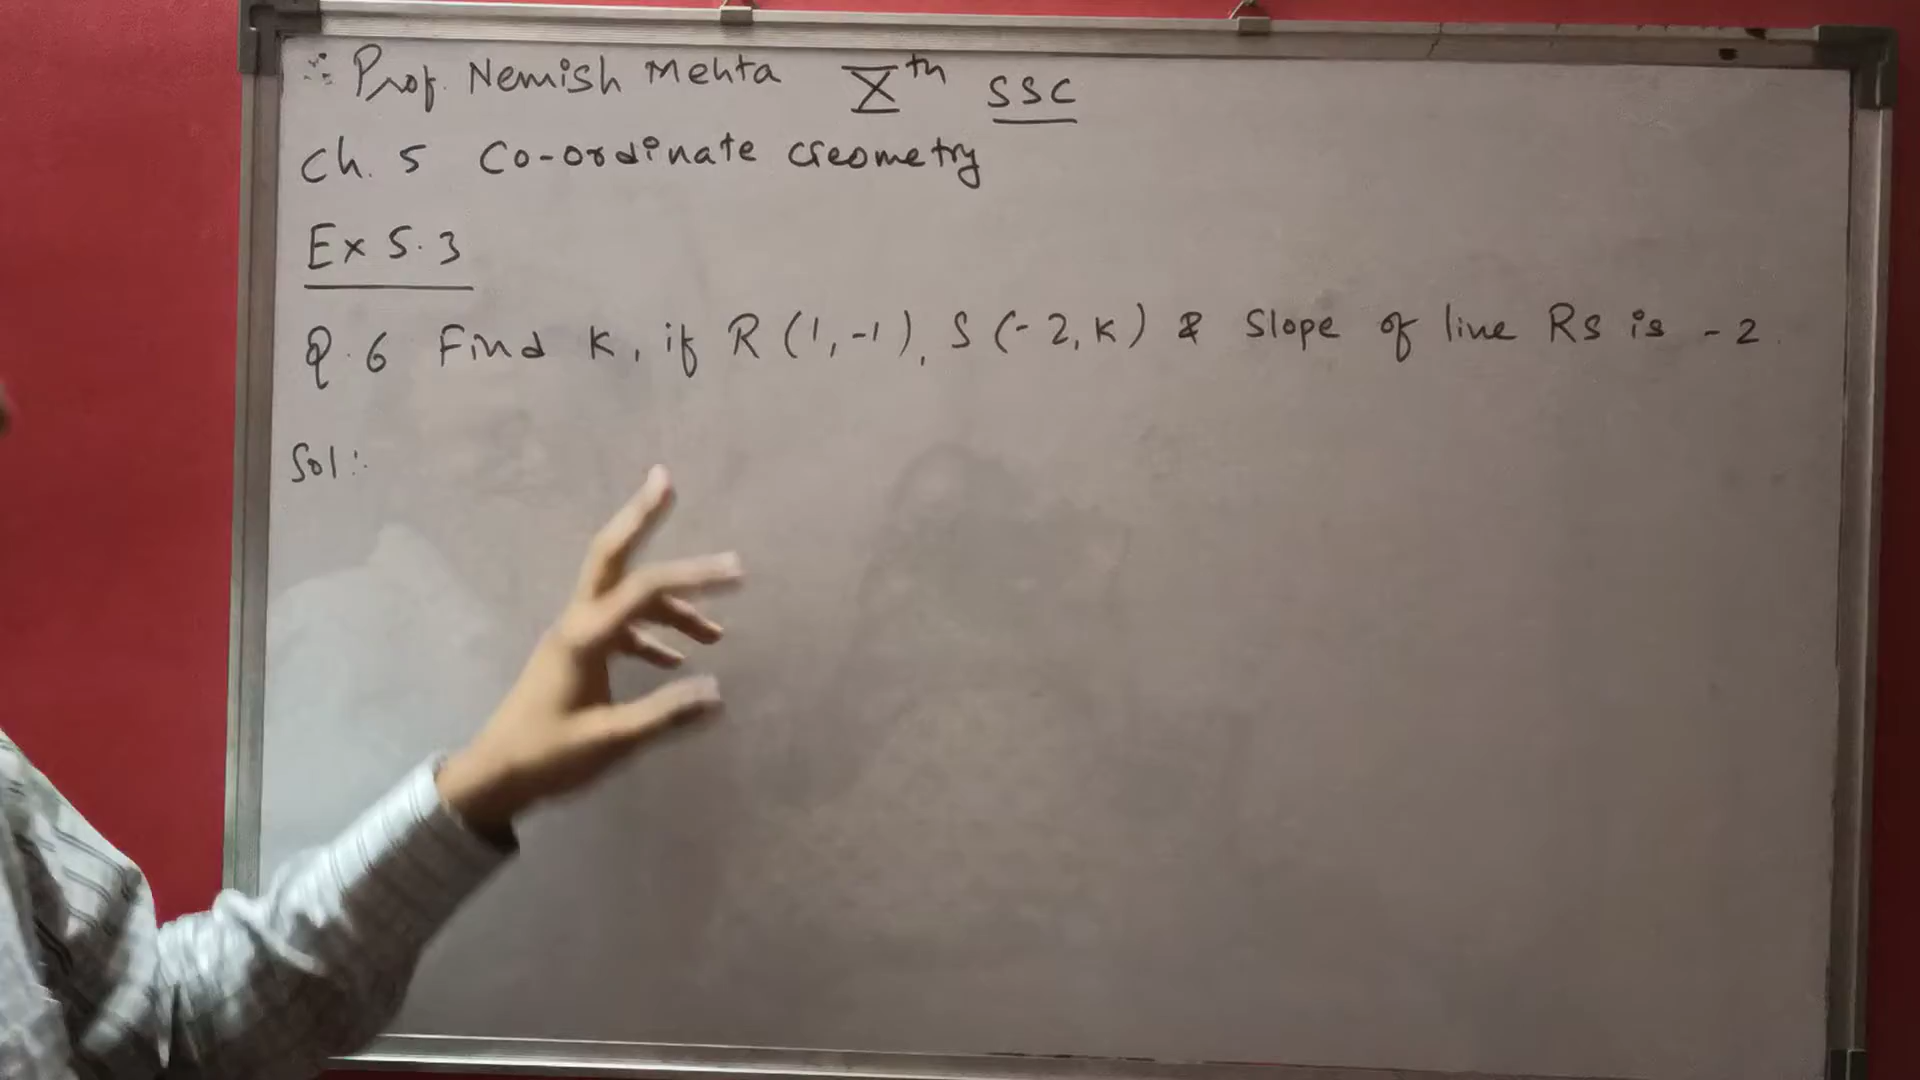 ∴ Prof. Nemish Mehta Xth SSC
Ch. 5 Co-ordinate Geometry
Ex 5.3
Q.6 Find K, if R (1,-1), S (-2, K) & Slope of line RS is -2.
Sol:-